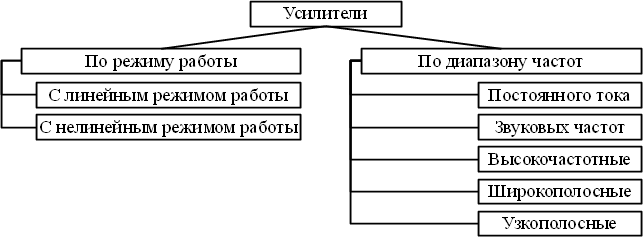 Усилители
По режиму работы
С линейным режимом работы
С нелинейным режимом работы
По диапазону частот
Постоянного тока
Звуковых частот
Высокочастотные
Широкополосные
Узкополосные